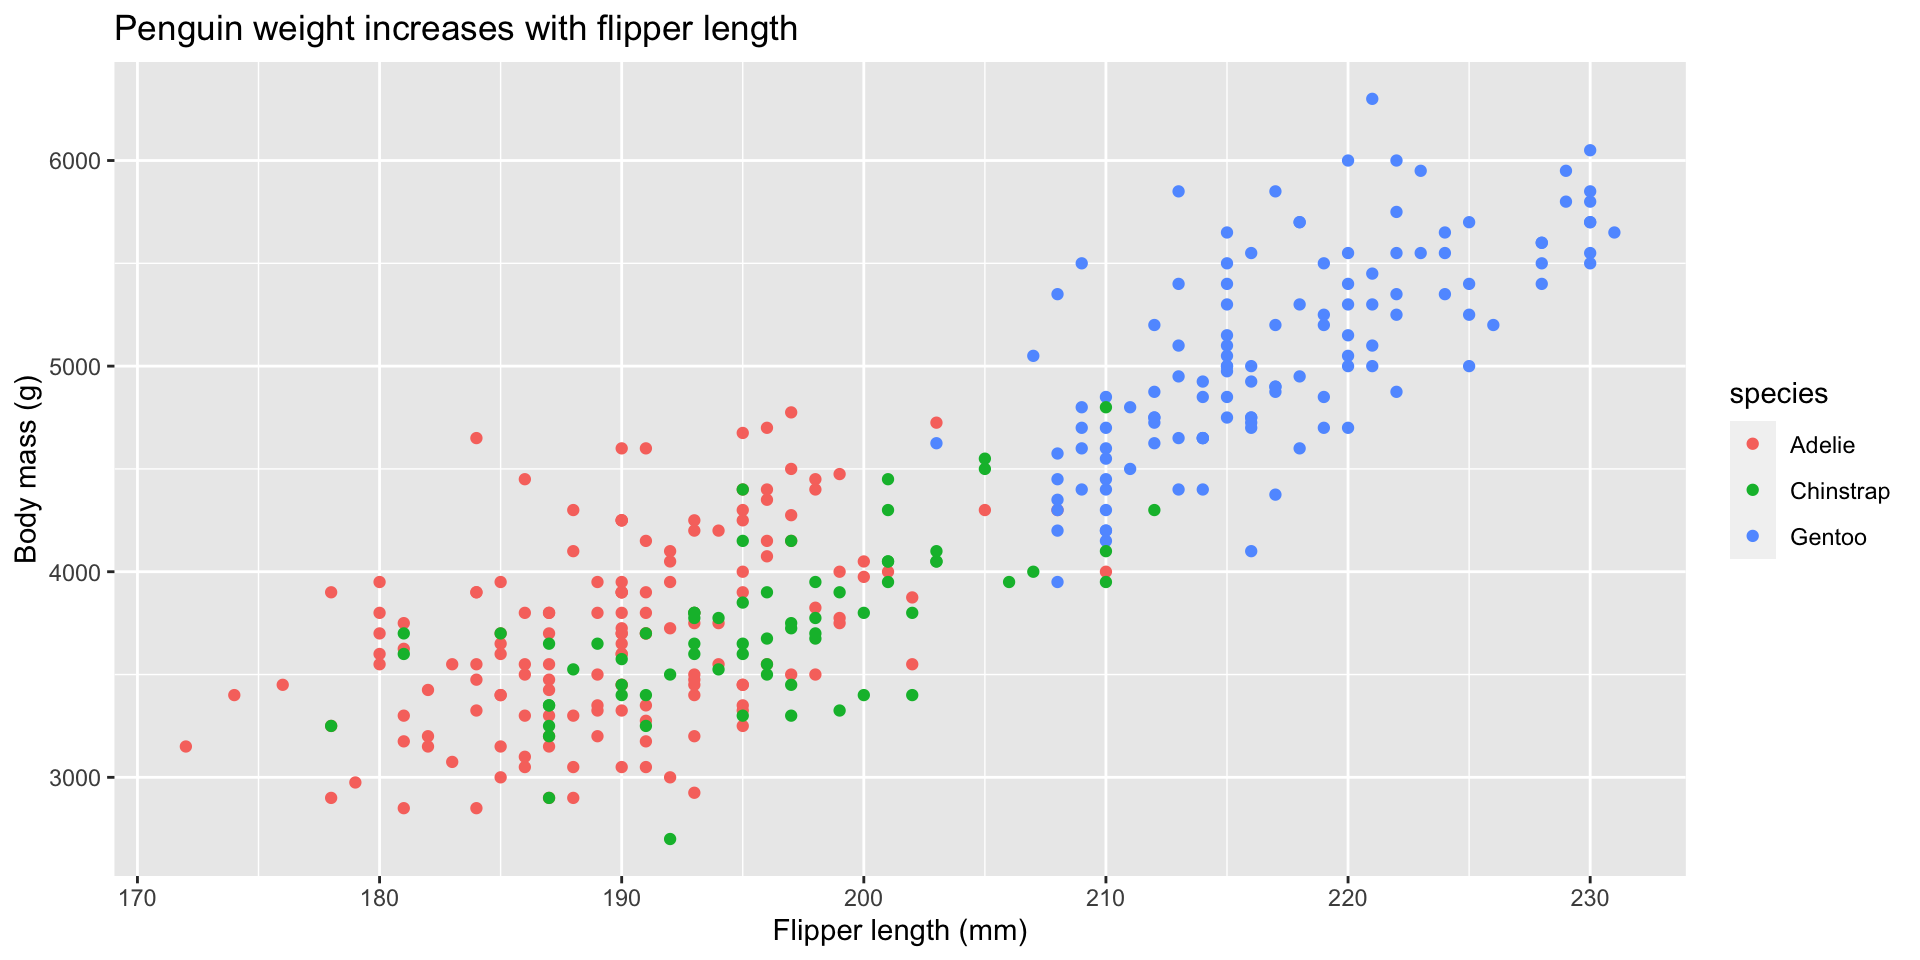 Penguin weight increases with flipper length
6000
5000
4000
3000
Body mass (g)
170 180 190 200 210 220 230
Flipper length (mm)
species
Adelie
Chinstrap
Gentoo